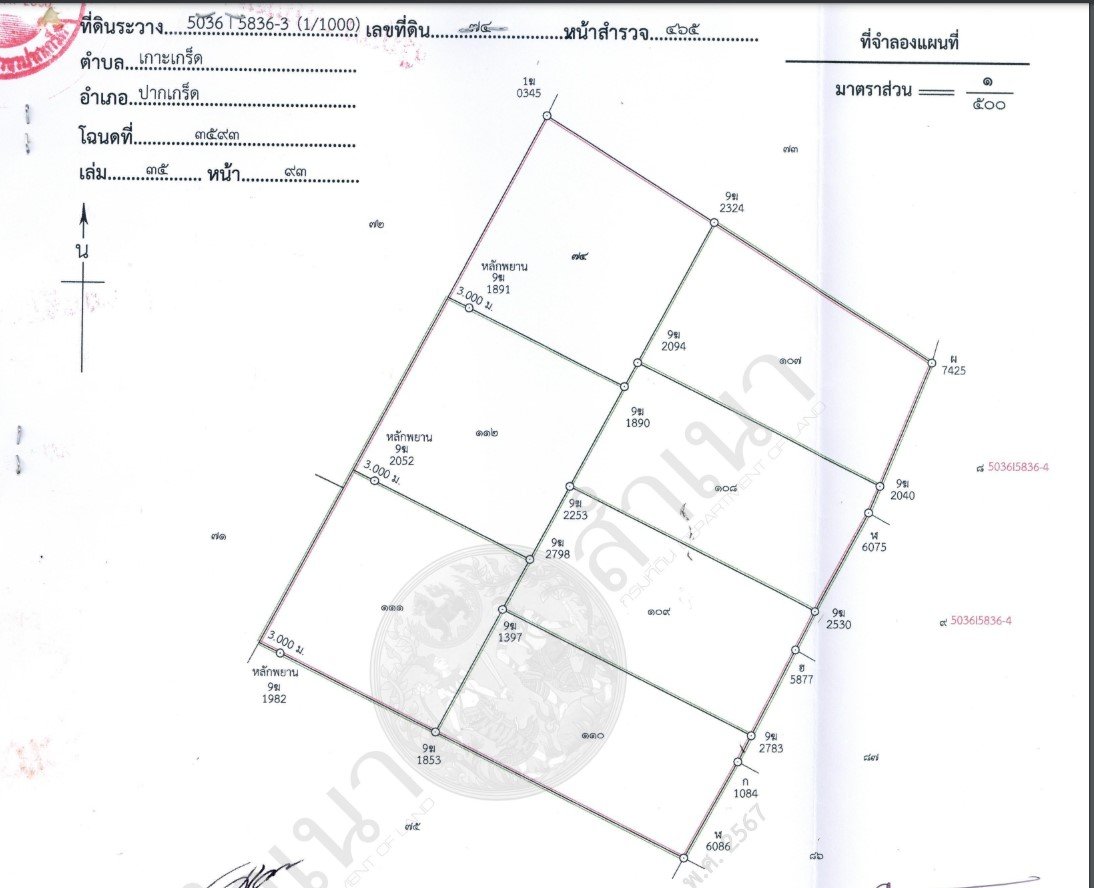 ที่ดินระวาง 5036 I 5836-3 (1/1000) เลขที่ดิน ๗๔ หน้าสำรวจ ๔๖๕
ที่จำลองแผนที่
ตำบล เกาะเกร็ด
อำเภอ ปากเกร็ด
มาตราส่วน ๑
๕๐๐
โฉนดที่ ๓๕๙๓
เล่ม ๓๕ หน้า ๙๓
น
1ฆ
0345
๗๓
9ฆ
2324
๗๒
๗๔
หลักพยาน
9ฆ
1891
3.000 ม.
9ฆ
2094
๑๐๗
ผ
7425
9ฆ
1890
๑๑๒
หลักพยาน
9ฆ
2052
3.000 ม.
๘ 5036I5836-4
9ฆ
2040
๑๐๘
9ฆ
2253
๗๑
ฬ
6075
9ฆ
2798
๑๑๑
๑๐๙
9ฆ
2530
๙ 5036I5836-4
9ฆ
1397
3.000 ม.
หลักพยาน
9ฆ
1982
ฮ
5877
๑๑๐
9ฆ
1853
9ฆ
2783
๘๗
ก
1084
๗๕
ฬ
6086
๘๖
สำเนา
กรมที่ดิน DEPARTMENT OF LAND
พ.ศ. 2567